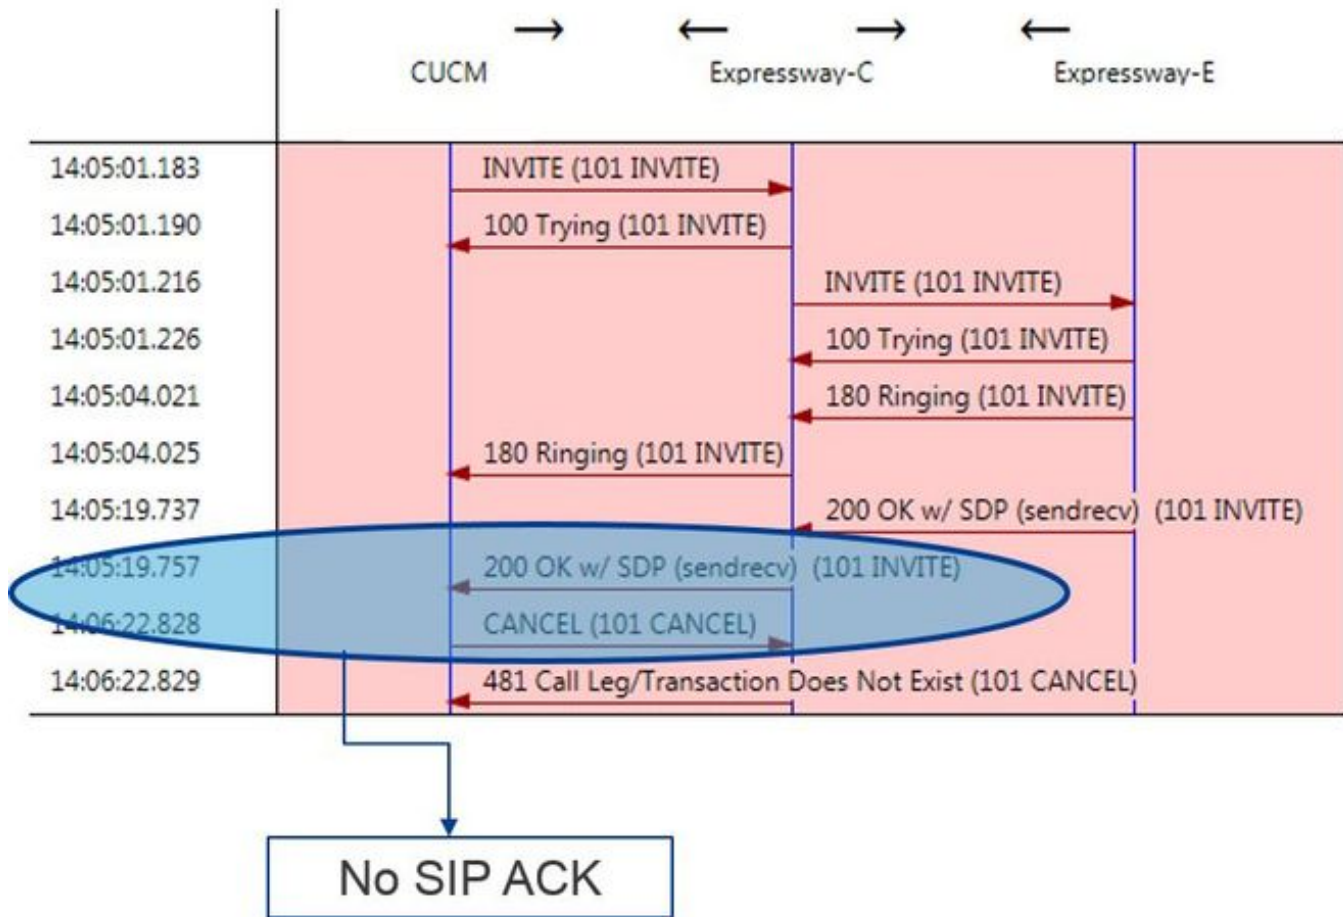 CUCM Expressway-C Expressway-E
14:05:01.183 INVITE (101 INVITE)
14:05:01.190 100 Trying (101 INVITE)
14:05:01.216 INVITE (101 INVITE)
14:05:01.226 100 Trying (101 INVITE)
14:05:04.021 180 Ringing (101 INVITE)
14:05:04.025 180 Ringing (101 INVITE)
14:05:19.737 200 OK w/ SDP (sendrecv) (101 INVITE)
14:05:19.757 200 OK w/ SDP (sendrecv) (101 INVITE)
14:06:22.828 CANCEL (101 CANCEL)
14:06:22.829 481 Call Leg/Transaction Does Not Exist (101 CANCEL)
No SIP ACK